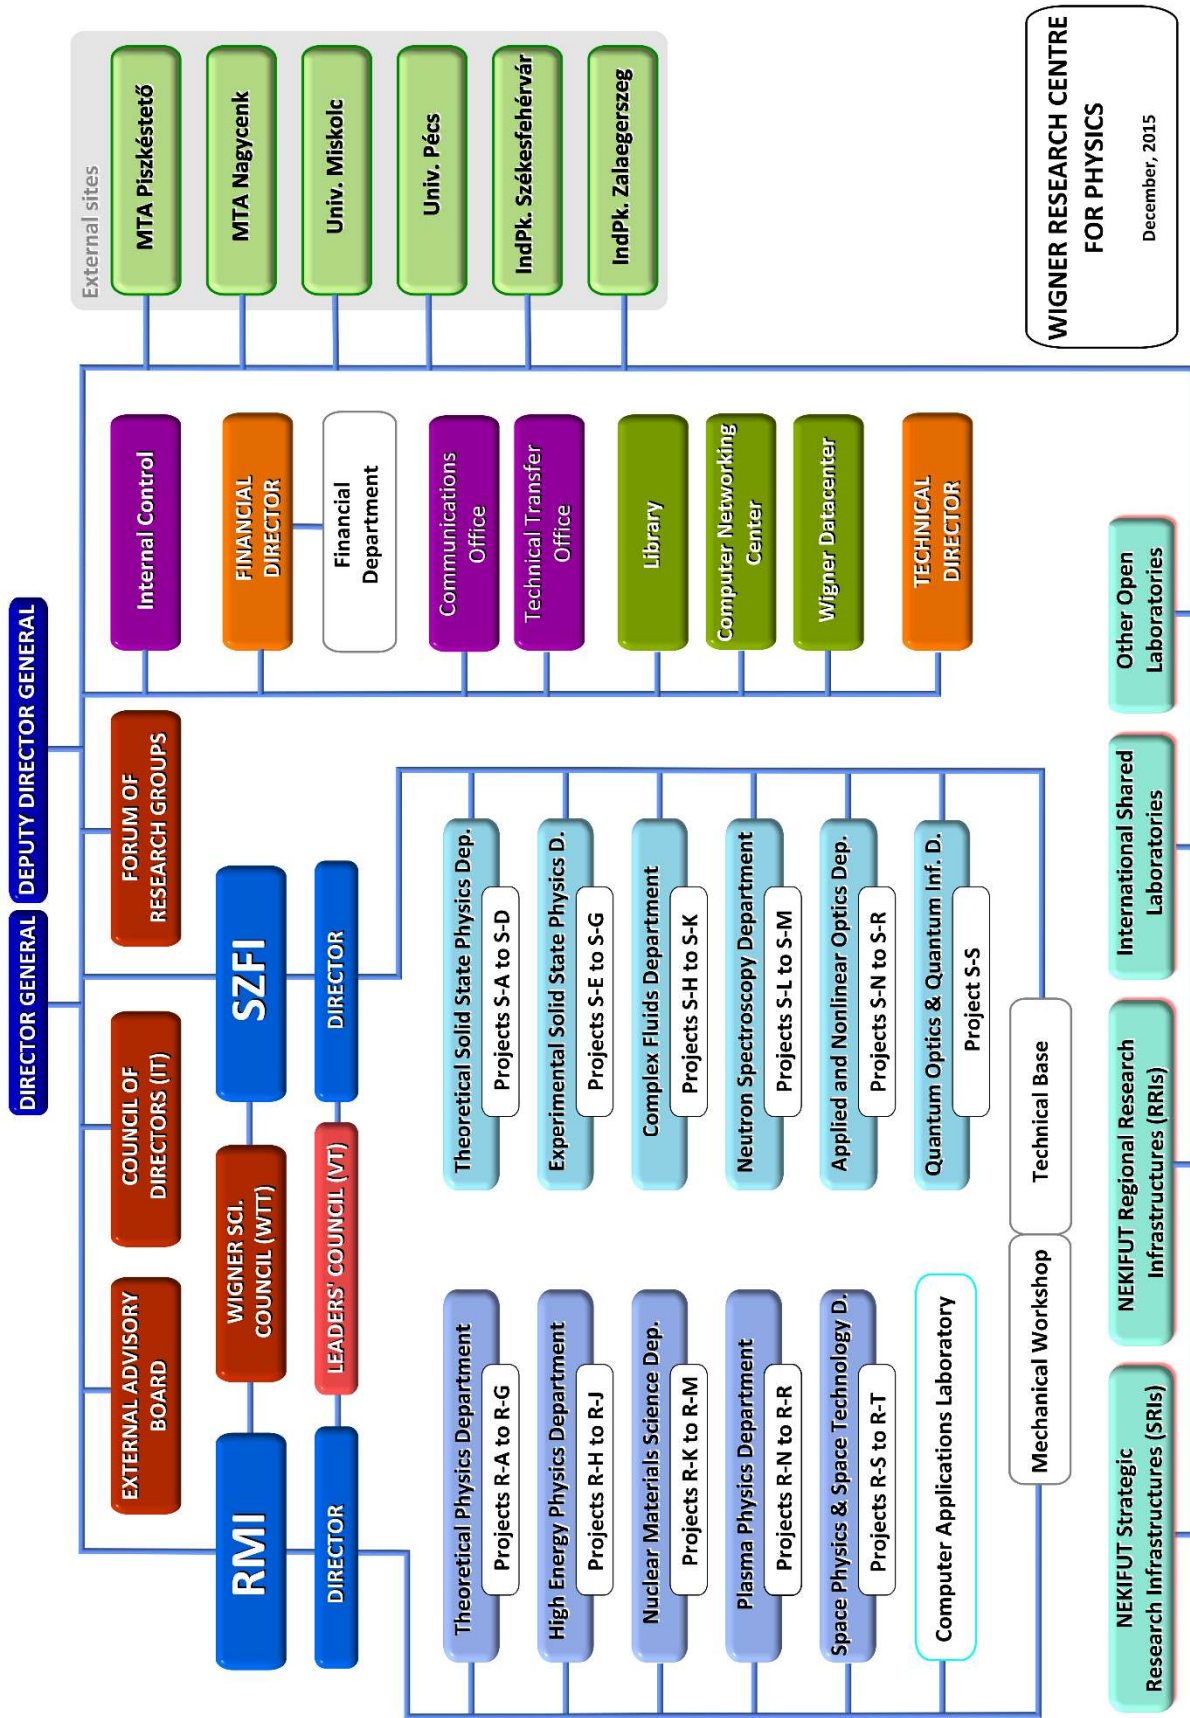 DIRECTOR GENERAL
DEPUTY DIRECTOR GENERAL
EXTERNAL ADVISORY
BOARD
COUNCIL OF
DIRECTORS (IT)
FORUM OF
RESEARCH GROUPS
RMI
WIGNER SCI.
COUNCIL (WTT)
SZFI
DIRECTOR
LEADERS' COUNCIL (VT)
DIRECTOR
Theoretical Physics Department
Projects R-A to R-G
High Energy Physics Department
Projects R-H to R-J
Nuclear Materials Science Dep.
Projects R-K to R-M
Plasma Physics Department
Projects R-N to R-R
Space Physics & Space Technology D.
Projects R-S to R-T
Computer Applications Laboratory
Theoretical Solid State Physics Dep.
Projects S-A to S-D
Experimental Solid State Physics D.
Projects S-E to S-G
Complex Fluids Department
Projects S-H to S-K
Neutron Spectroscopy Department
Projects S-L to S-M
Applied and Nonlinear Optics Dep.
Projects S-N to S-R
Quantum Optics & Quantum Inf. D.
Project S-S
Mechanical Workshop
Technical Base
Internal Control
FINANCIAL
DIRECTOR
Financial
Department
Communications
Office
Technical Transfer
Office
Library
Computer Networking
Center
Wigner Datacenter
TECHNICAL
DIRECTOR
External sites
MTA Piszkéstető
MTA Nagycenk
Univ. Miskolc
Univ. Pécs
IndPk. Székesfehérvár
IndPk. Zalaegerszeg
NEKIFUT Strategic
Research Infrastructures (SRIs)
NEKIFUT Regional Research
Infrastructures (RRIs)
International Shared
Laboratories
Other Open
Laboratories
WIGNER RESEARCH CENTRE
FOR PHYSICS
December, 2015